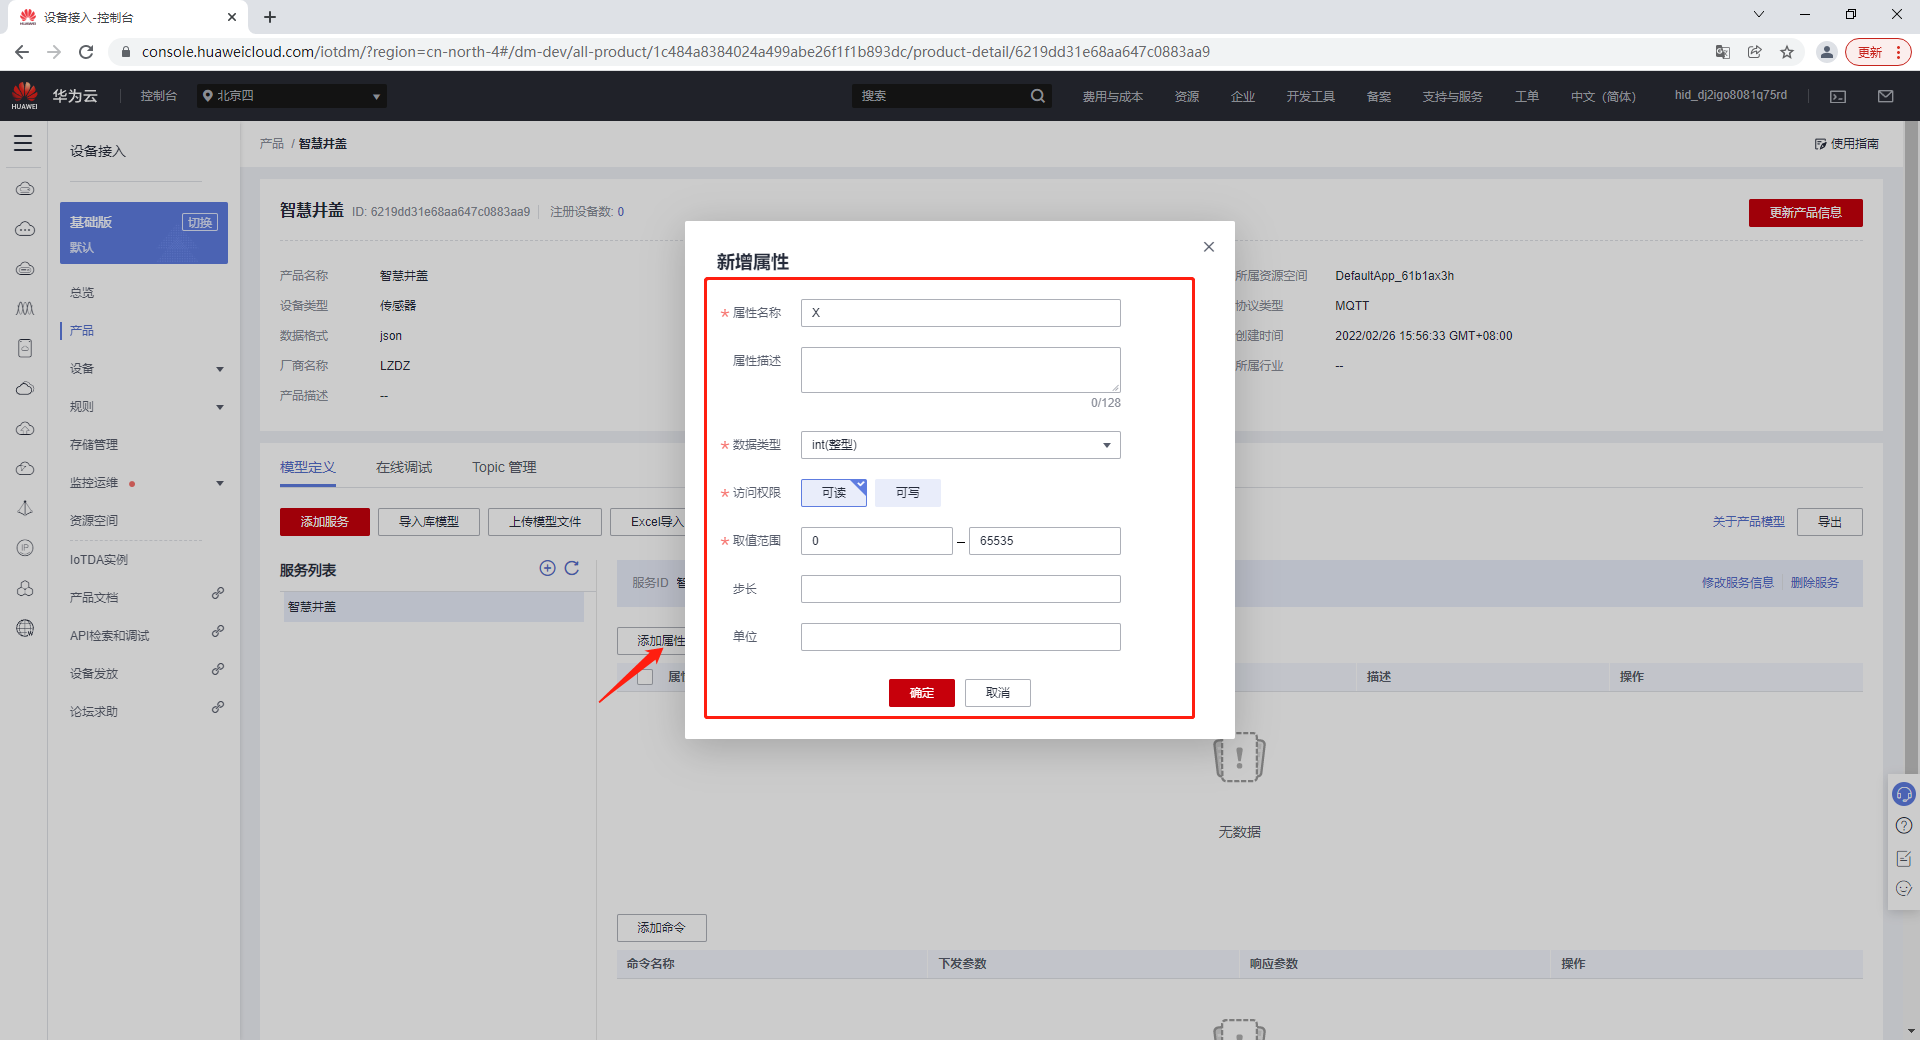 设备接入-控制台
console.huaweicloud.com/iotdm/?region=cn-north-4#/dm-dev/all-product/1c484a8384024a499abe26f1f1b893dc/product-detail/6219dd31e68aa647c0883aa9
更新
HUAWEI
华为云
控制台
北京四
搜索
费用与成本
资源
企业
开发工具
备案
支持与服务
工单
中文 (简体)
hid_dj2igo8081q75rd
设备接入
基础版
切换
默认
总览
产品
设备
规则
存储管理
监控运维
资源空间
IoTDA实例
产品文档
API检索和调试
设备发放
论坛求助
产品 / 智慧井盖
使用指南
智慧井盖 ID: 6219dd31e68aa647c0883aa9 注册设备数: 0
更新产品信息
产品名称 智慧井盖
设备类型 传感器
数据格式 json
厂商名称 LZDZ
产品描述 --
所属资源空间 DefaultApp_61b1ax3h
协议类型 MQTT
创建时间 2022/02/26 15:56:33 GMT+08:00
所属行业 --
模型定义 在线调试 Topic 管理
添加服务 导入库模型 上传模型文件 Excel导入
关于产品模型 导出
服务列表
智慧井盖
服务ID
修改服务信息 删除服务
添加属性
描述 操作
无数据
添加命令
命令名称 下发参数 响应参数 操作
新增属性
* 属性名称 X
属性描述
0/128
* 数据类型 int(整型)
* 访问权限 可读 可写
* 取值范围 0 – 65535
步长
单位
确定 取消